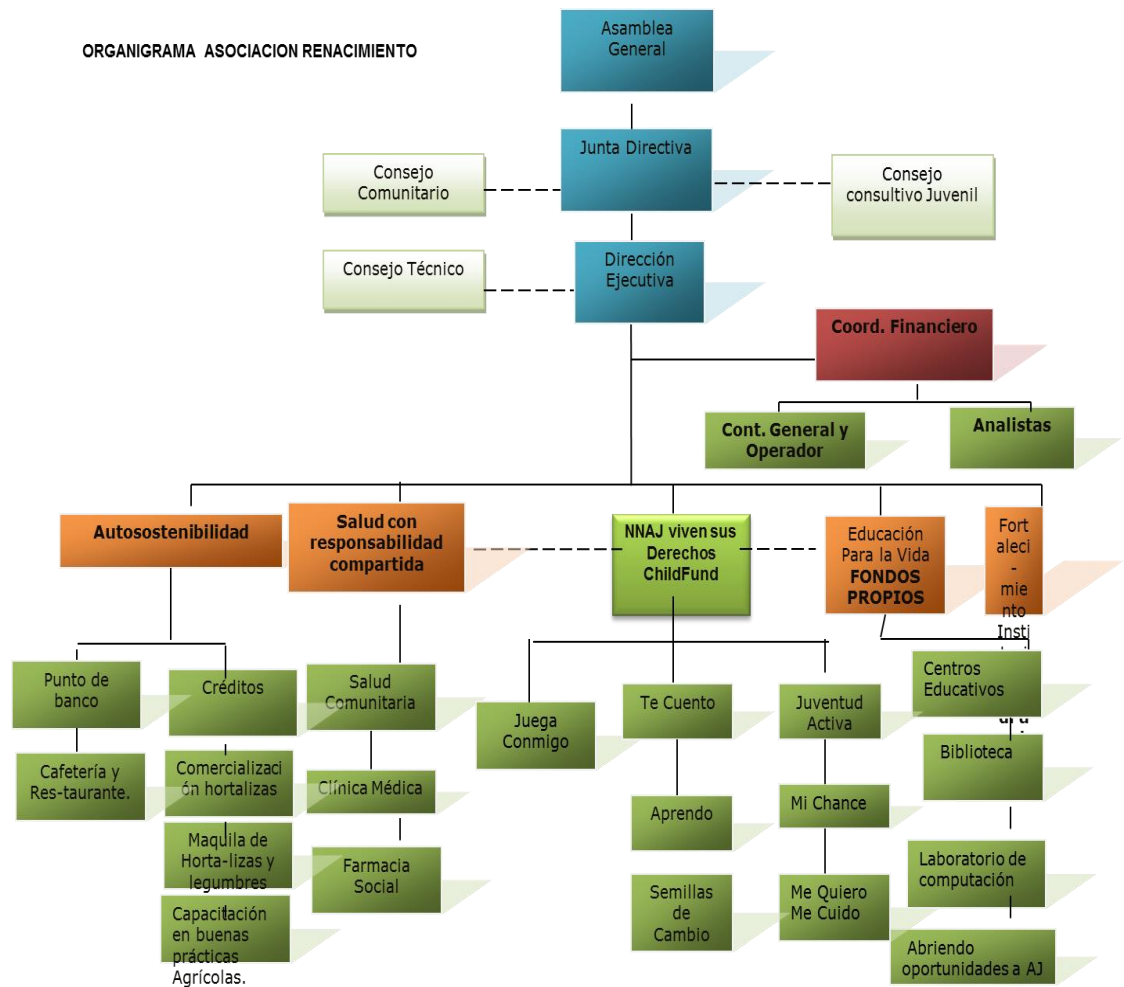 ORGANIGRAMA  ASOCIACION RENACIMIENTO
Asamblea
General
Junta Directiva
Consejo
Comunitario
Consejo
consultivo Juvenil
Consejo Técnico
Dirección
Ejecutiva
Coord. Financiero
Cont. General y
Operador
Analistas
Autosostenibilidad
Salud con
responsabilidad
compartida
NNAJ viven sus
Derechos
ChildFund
Educación
Para la Vida
FONDOS
PROPIOS
Fort
aleci
-
mie
nto
Insti
Punto de
banco
Cafetería y
Res-taurante.
Créditos
Comercializaci
ón hortalizas
Maquila de
Horta-lizas y
legumbres
Capacitación
en buenas
prácticas
Agrícolas.
Salud
Comunitaria
Clínica Médica
Farmacia
Social
Juega
Conmigo
Te Cuento
Aprendo
Semillas
de
Cambio
Juventud
Activa
Mi Chance
Me Quiero
Me Cuido
Centros
Educativos
Biblioteca
Laboratorio de
computación
Abriendo
oportunidades a AJ